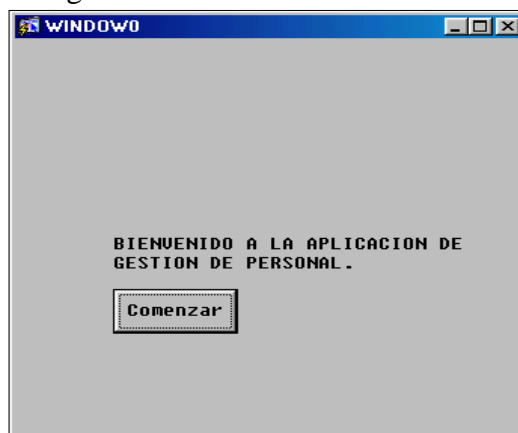 WINDOW0
BIENVENIDO A LA APLICACION DE
GESTION DE PERSONAL.
Comenzar